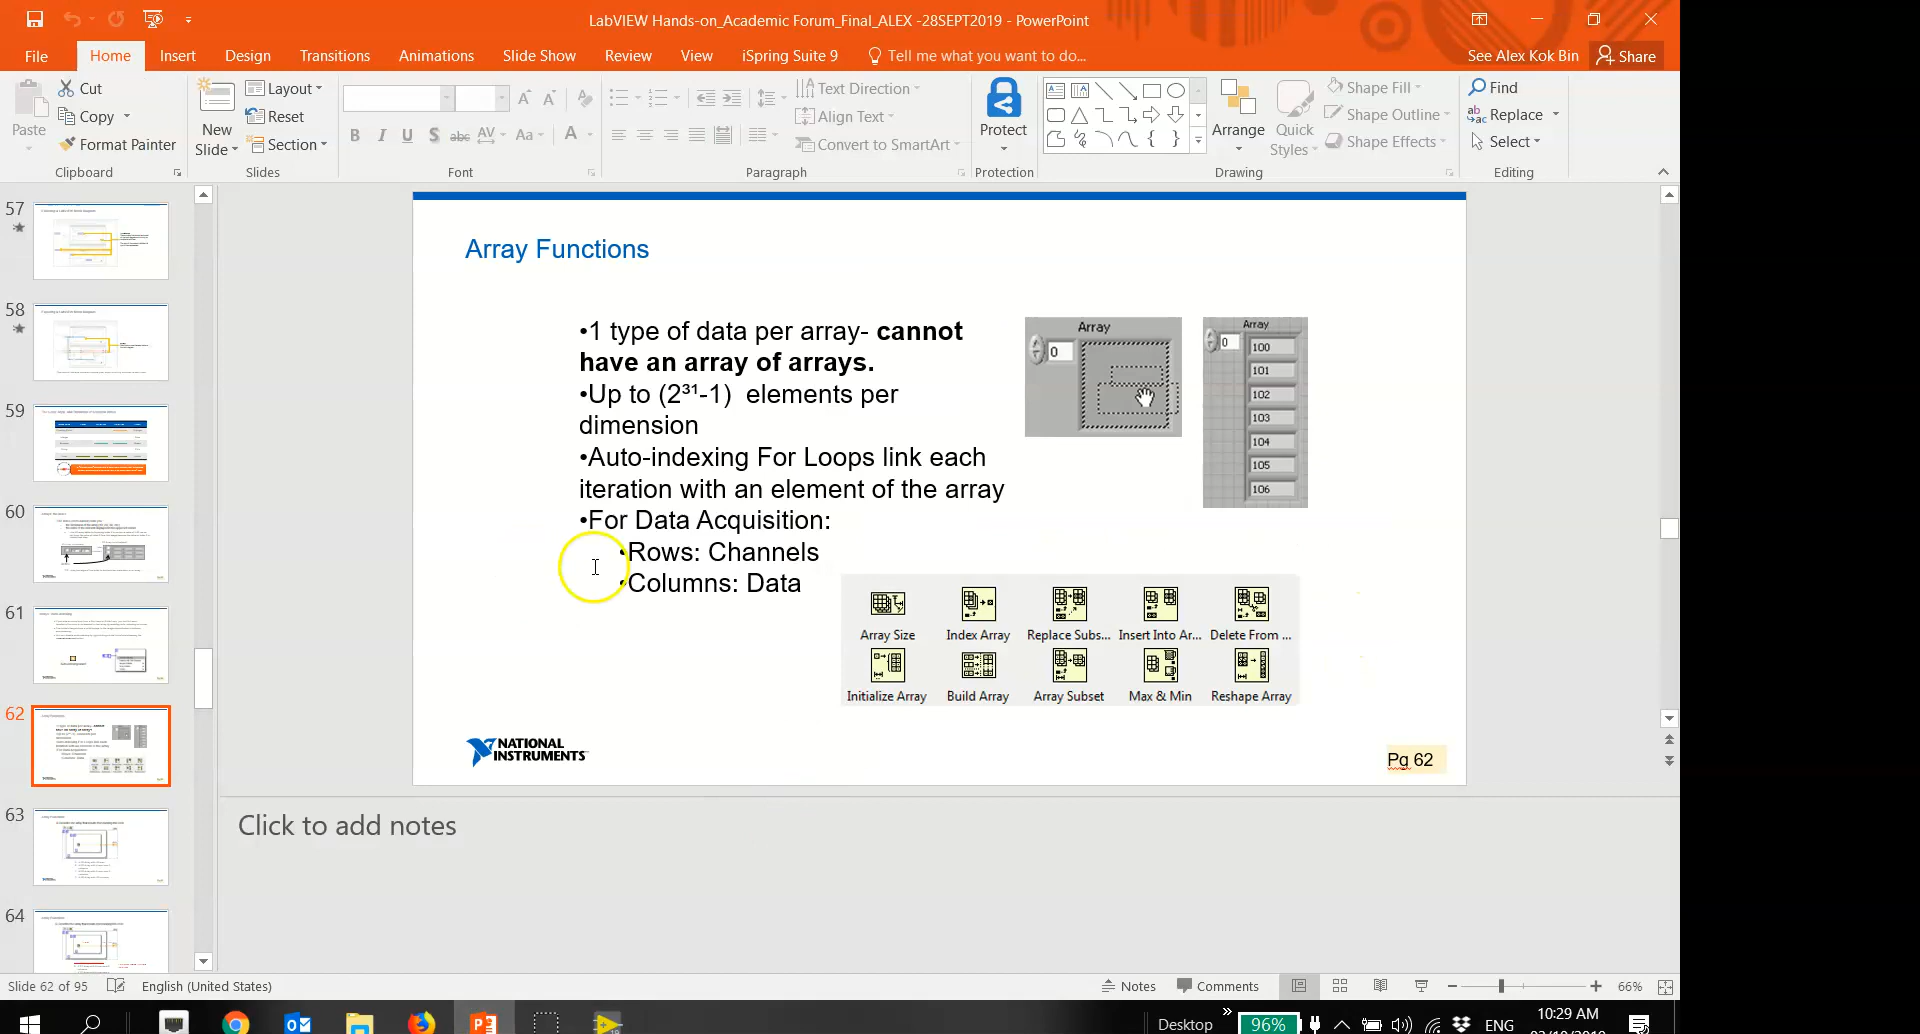 LabVIEW Hands-on_Academic Forum_Final_ALEX -28SEPT2019 - PowerPoint
File Home Insert Design Transitions Animations Slide Show Review View iSpring Suite 9 Tell me what you want to do... See Alex Kok Bin Share
Paste
Cut
Copy
Format Painter
Clipboard
New Slide
Layout
Reset
Section
Slides
B I U S abc AV Aa A
Font
Text Direction
Align Text
Convert to SmartArt
Paragraph
Protect
Protection
Arrange
Quick Styles
Shape Fill
Shape Outline
Shape Effects
Drawing
Find
Replace
Select
Editing
57
58
59
60
61
62
63
64
Array Functions
•1 type of data per array- cannot
have an array of arrays.
•Up to (2³¹-1) elements per
dimension
•Auto-indexing For Loops link each
iteration with an element of the array
•For Data Acquisition:
•Rows: Channels
•Columns: Data
Array
0
Array
0 100
101
102
103
104
105
106
Array Size Index Array Replace Subs... Insert Into Ar... Delete From ...
Initialize Array Build Array Array Subset Max & Min Reshape Array
NATIONAL
INSTRUMENTS
Pg 62
Click to add notes
Slide 62 of 95 English (United States) Notes Comments 66%
Desktop 96% ENG 10:29 AM